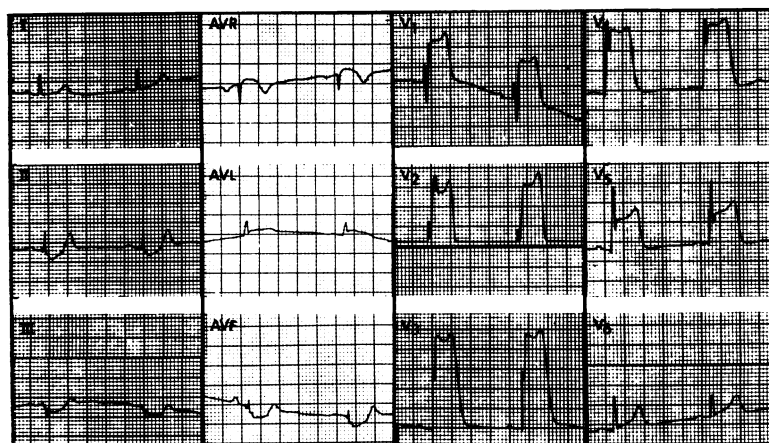 I AVR V₁ V₄
II AVL V₂ V₅
III AVF V₃ V₆